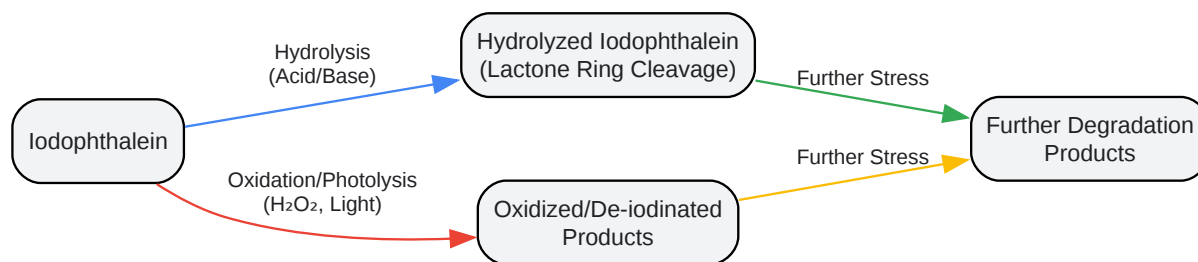 Iodophthalein
Hydrolysis
(Acid/Base)
Hydrolyzed Iodophthalein
(Lactone Ring Cleavage)
Further Stress
Oxidation/Photolysis
(H₂O₂, Light)
Oxidized/De-iodinated
Products
Further Stress
Further Degradation
Products